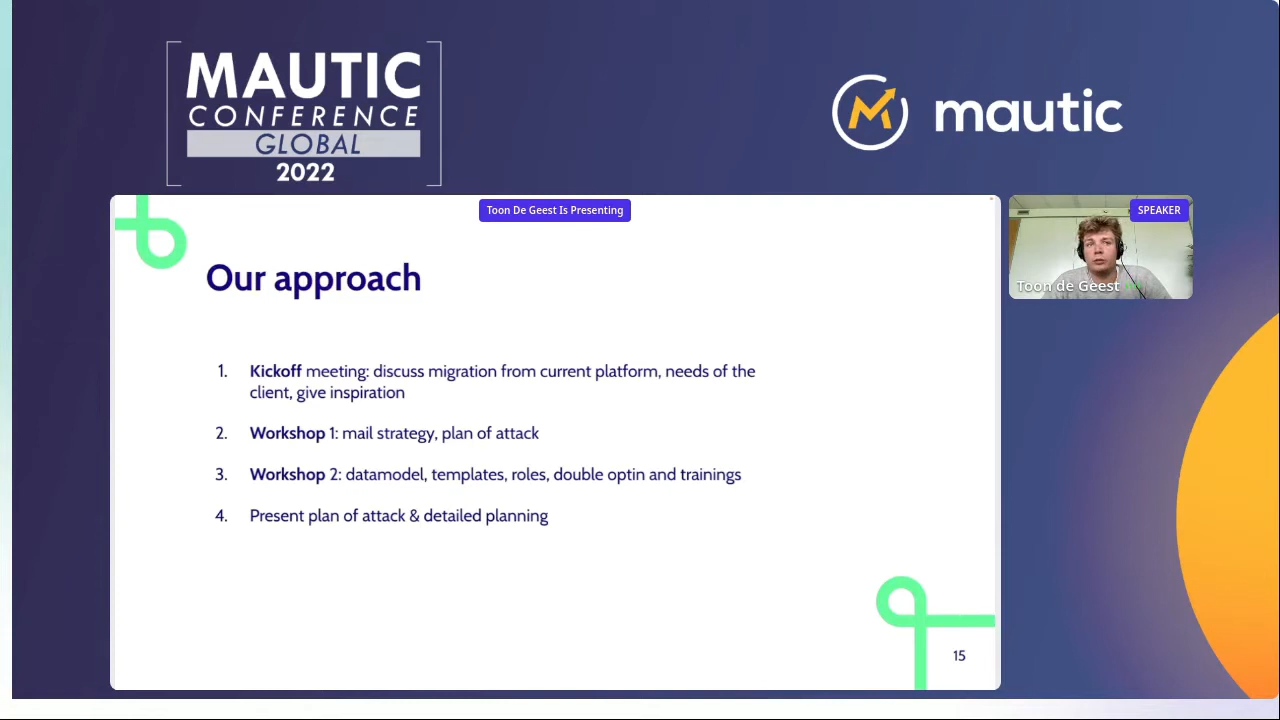 MAUTIC
CONFERENCE
GLOBAL
2022
mautic
Toon De Geest Is Presenting
SPEAKER
Toon de Geest
Our approach
1. Kickoff meeting: discuss migration from current platform, needs of the
client, give inspiration
2. Workshop 1: mail strategy, plan of attack
3. Workshop 2: datamodel, templates, roles, double optin and trainings
4. Present plan of attack & detailed planning
15